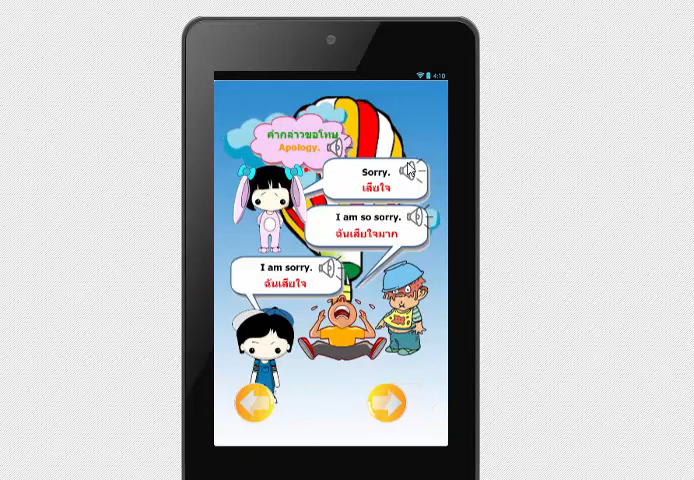 4:10
คำกล่าวขอโทษ
Apology.
Sorry.
เสียใจ
I am so sorry.
ฉันเสียใจมาก
I am sorry.
ฉันเสียใจ